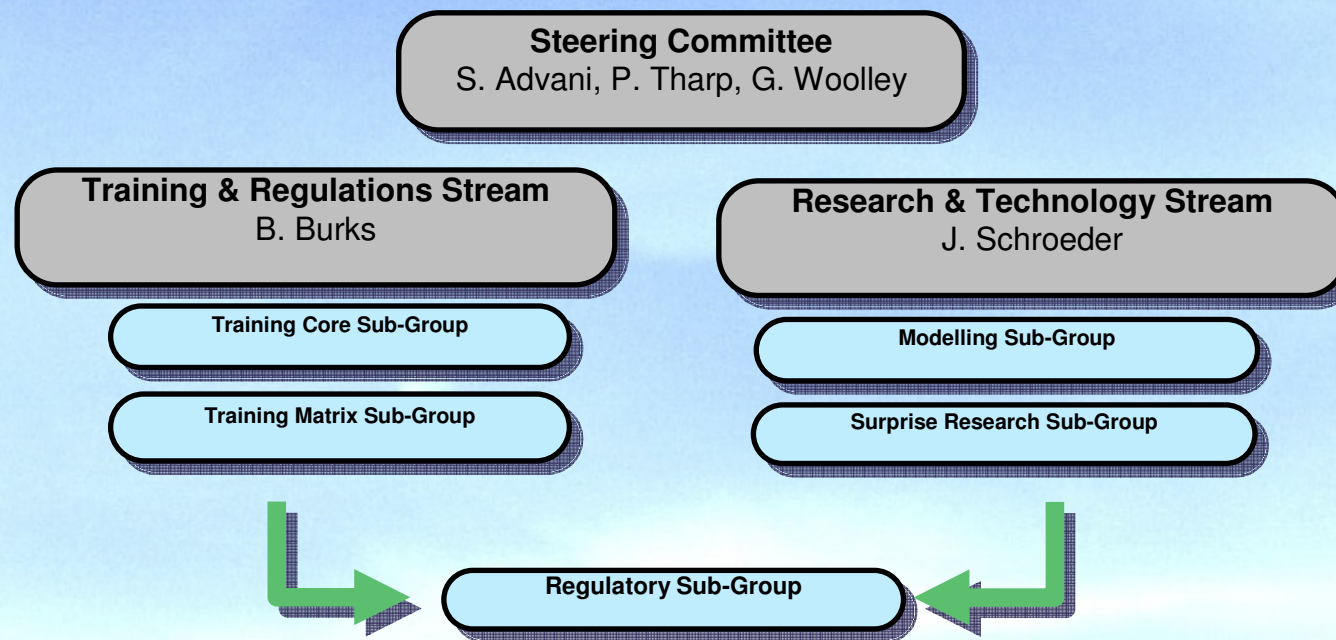 Steering Committee
S. Advani, P. Tharp, G. Woolley
Training & Regulations Stream
B. Burks
Research & Technology Stream
J. Schroeder
Training Core Sub-Group
Training Matrix Sub-Group
Modelling Sub-Group
Surprise Research Sub-Group
Regulatory Sub-Group